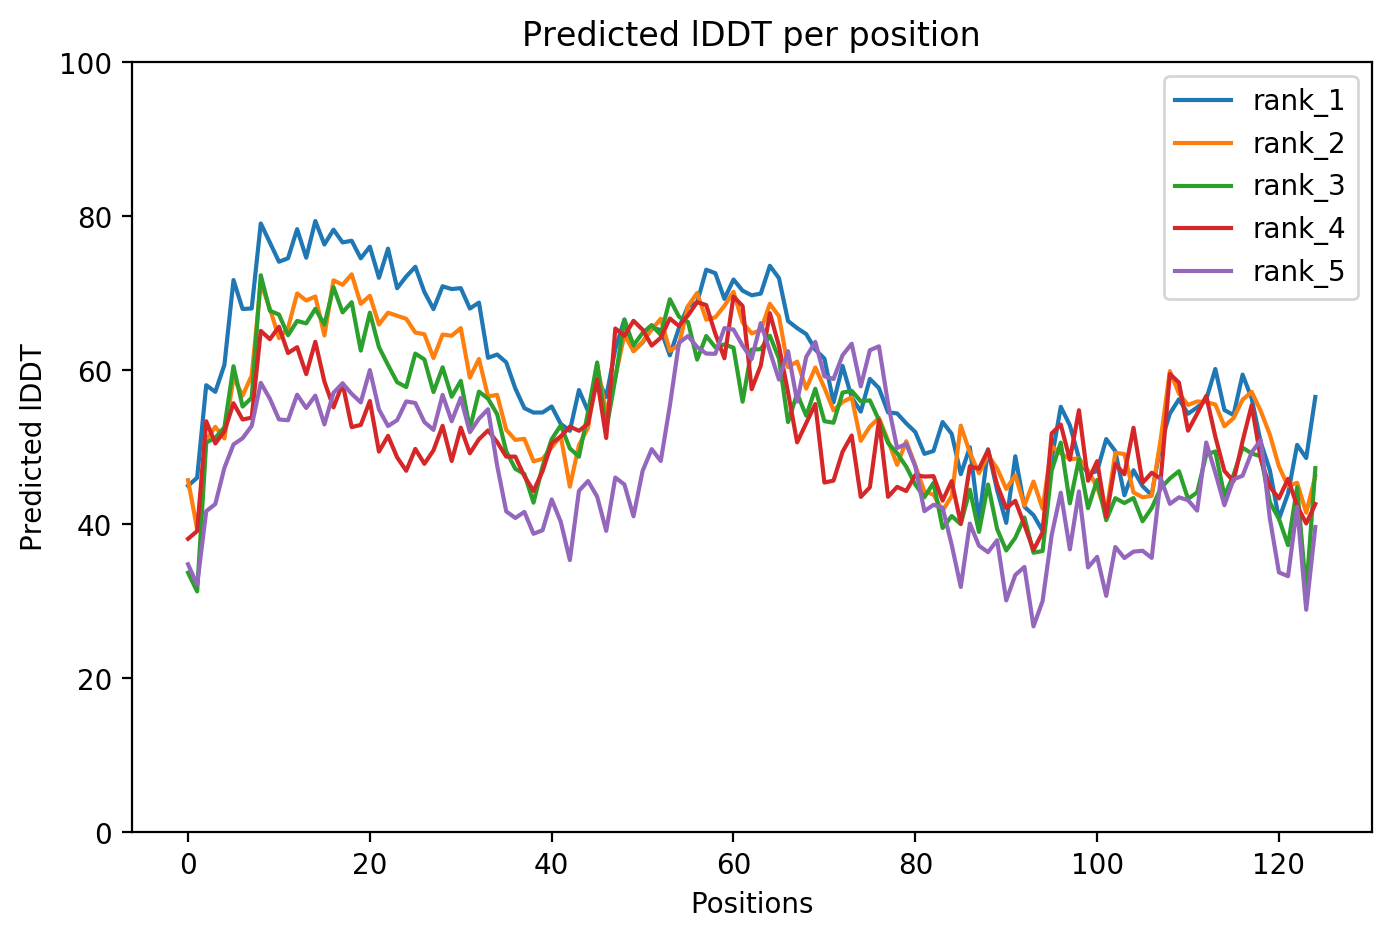 Predicted lDDT per position
100
80
60
40
20
0
Predicted lDDT
0 20 40 60 80 100 120
Positions
rank_1
rank_2
rank_3
rank_4
rank_5